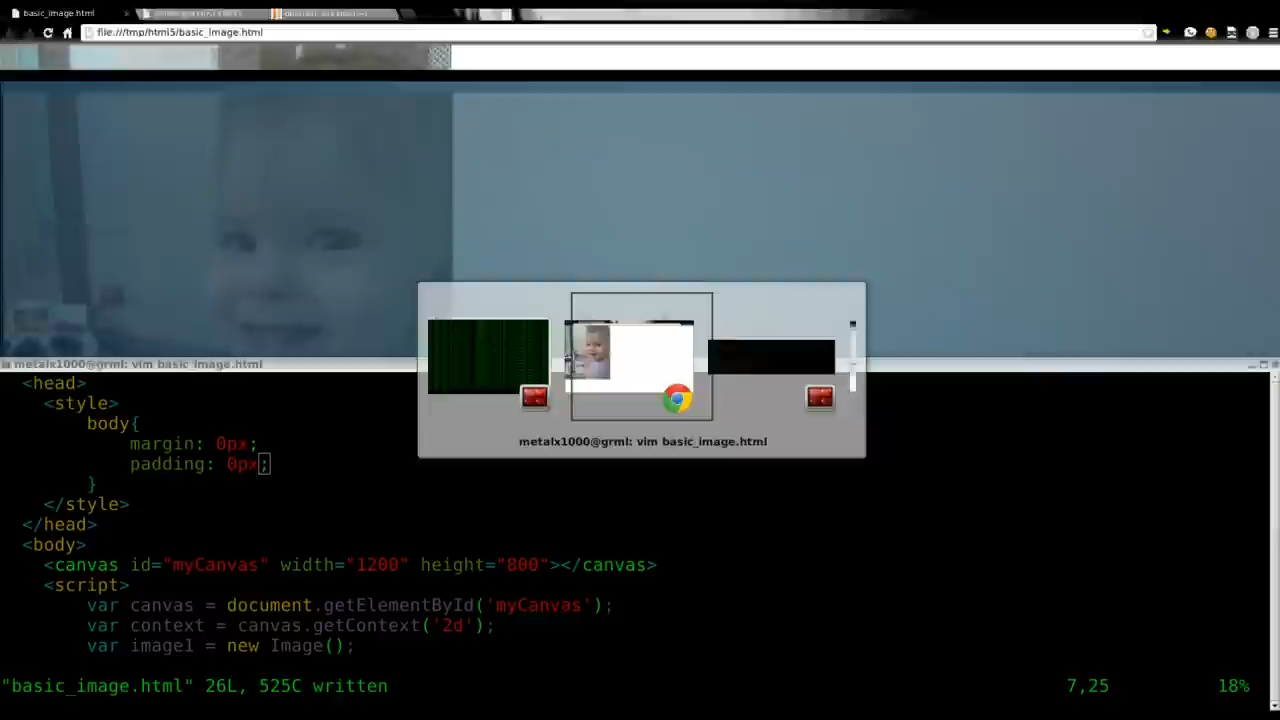 basic_image.html
file:///tmp/html5/basic_image.html
metalx1000@grml: vim basic_image.html
metalx1000@grml: vim basic_image.html
<head>
<style>
body{
margin: 0px;
padding: 0px;
}
</style>
</head>
<body>
<canvas id="myCanvas" width="1200" height="800"></canvas>
<script>
var canvas = document.getElementById('myCanvas');
var context = canvas.getContext('2d');
var image1 = new Image();
"basic_image.html" 26L, 525C written
7,25
18%